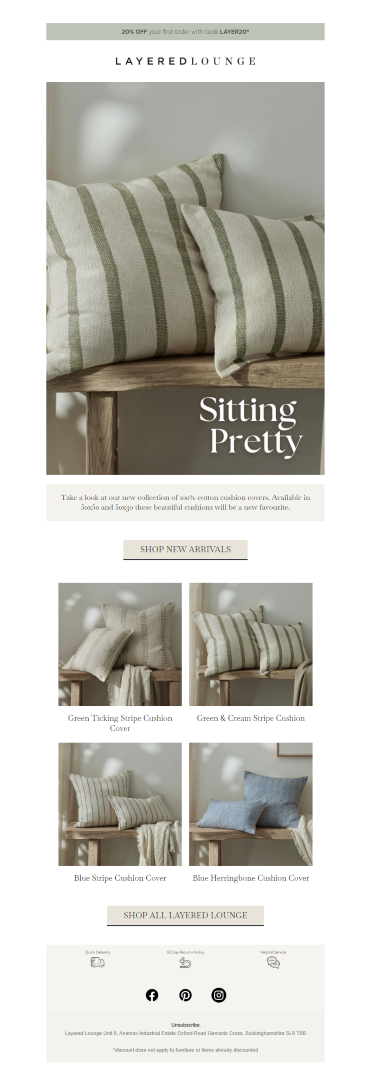 20% OFF your first order with code LAYER20*
LAYEREDLOUNGE
Sitting
Pretty
Take a look at our new collection of 100% cotton cushion covers. Available in
50x50 and 50x30 these beautiful cushions will be a new favourite.
SHOP NEW ARRIVALS
Green Ticking Stripe Cushion
Cover
Green & Cream Stripe Cushion
Blue Stripe Cushion Cover
Blue Herringbone Cushion Cover
SHOP ALL LAYERED LOUNGE
Quick Delivery
60 Day Returns Policy
Helpful Service
Unsubscribe.
Layered Lounge Unit 8, Anamax Industrial Estate Oxford Road Gerrards Cross, Buckinghamshire SL9 7BB
*discount does not apply to furniture or items already discounted